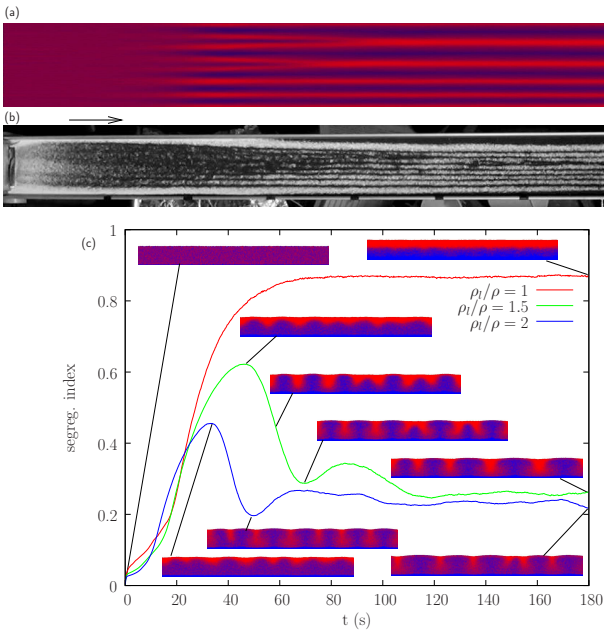 (a)
(b)
(c)
segreg. index
1
0.8
0.6
0.4
0.2
0
ρl/ρ = 1
ρl/ρ = 1.5
ρl/ρ = 2
0 20 40 60 80 100 120 140 160 180
t (s)